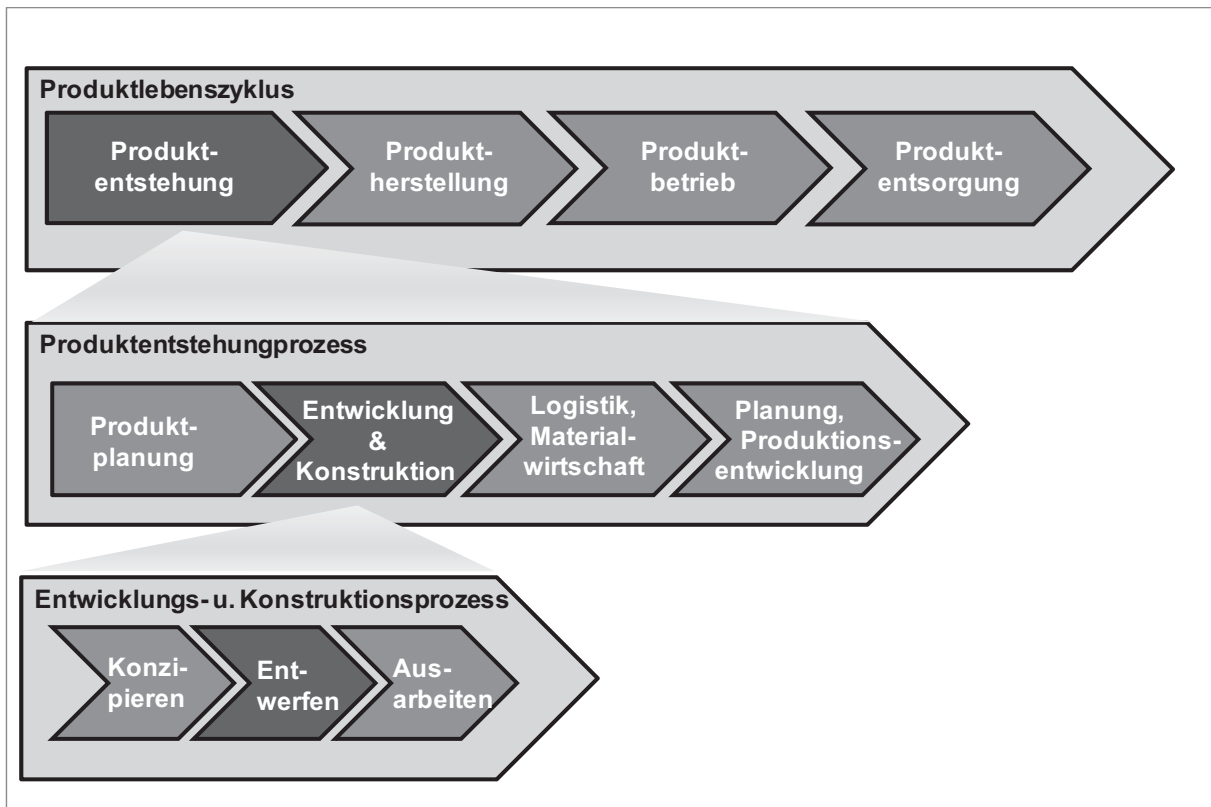 Produktlebenszyklus
Produkt-
entstehung
Produkt-
herstellung
Produkt-
betrieb
Produkt-
entsorgung
Produktentstehungprozess
Produkt-
planung
Entwicklung
&
Konstruktion
Logistik,
Material-
wirtschaft
Planung,
Produktions-
entwicklung
Entwicklungs- u. Konstruktionsprozess
Konzi-
pieren
Ent-
werfen
Aus-
arbeiten